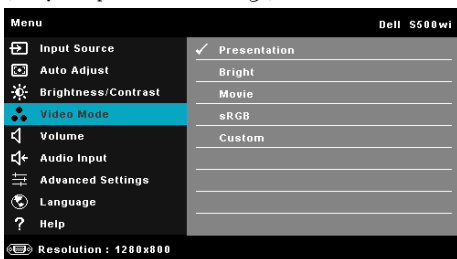 Menu Dell S500wi
Input Source
Auto Adjust
Brightness/Contrast
Video Mode
Volume
Audio Input
Advanced Settings
Language
? Help
✓ Presentation
Bright
Movie
sRGB
Custom
Resolution : 1280x800